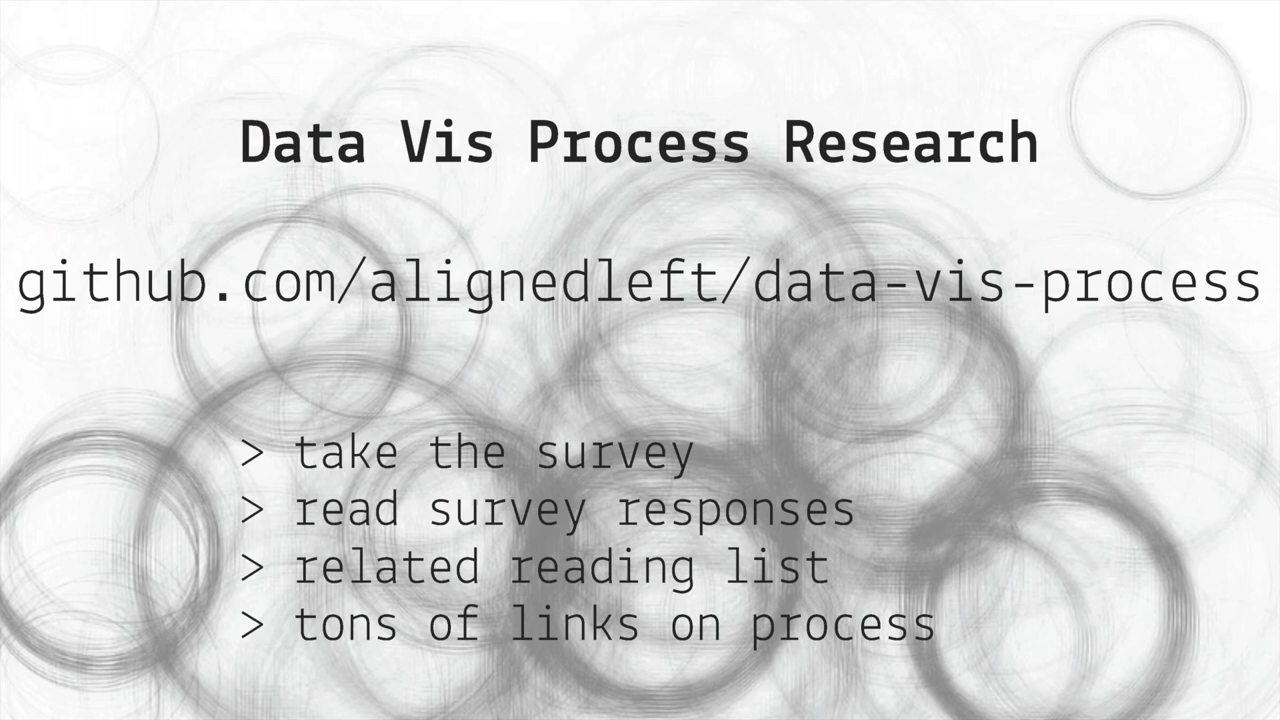 Data Vis Process Research
github.com/alignedleft/data-vis-process
> take the survey
> read survey responses
> related reading list
> tons of links on process